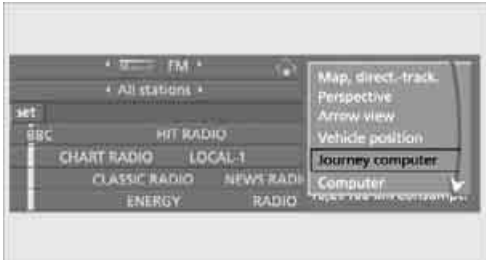 FM
All stations
set
BBC HIT RADIO
CHART RADIO LOCAL-1
CLASSIC RADIO NEWS RADI
ENERGY RADIO
Map, direct.-track.
Perspective
Arrow view
Vehicle position
Journey computer
Computer